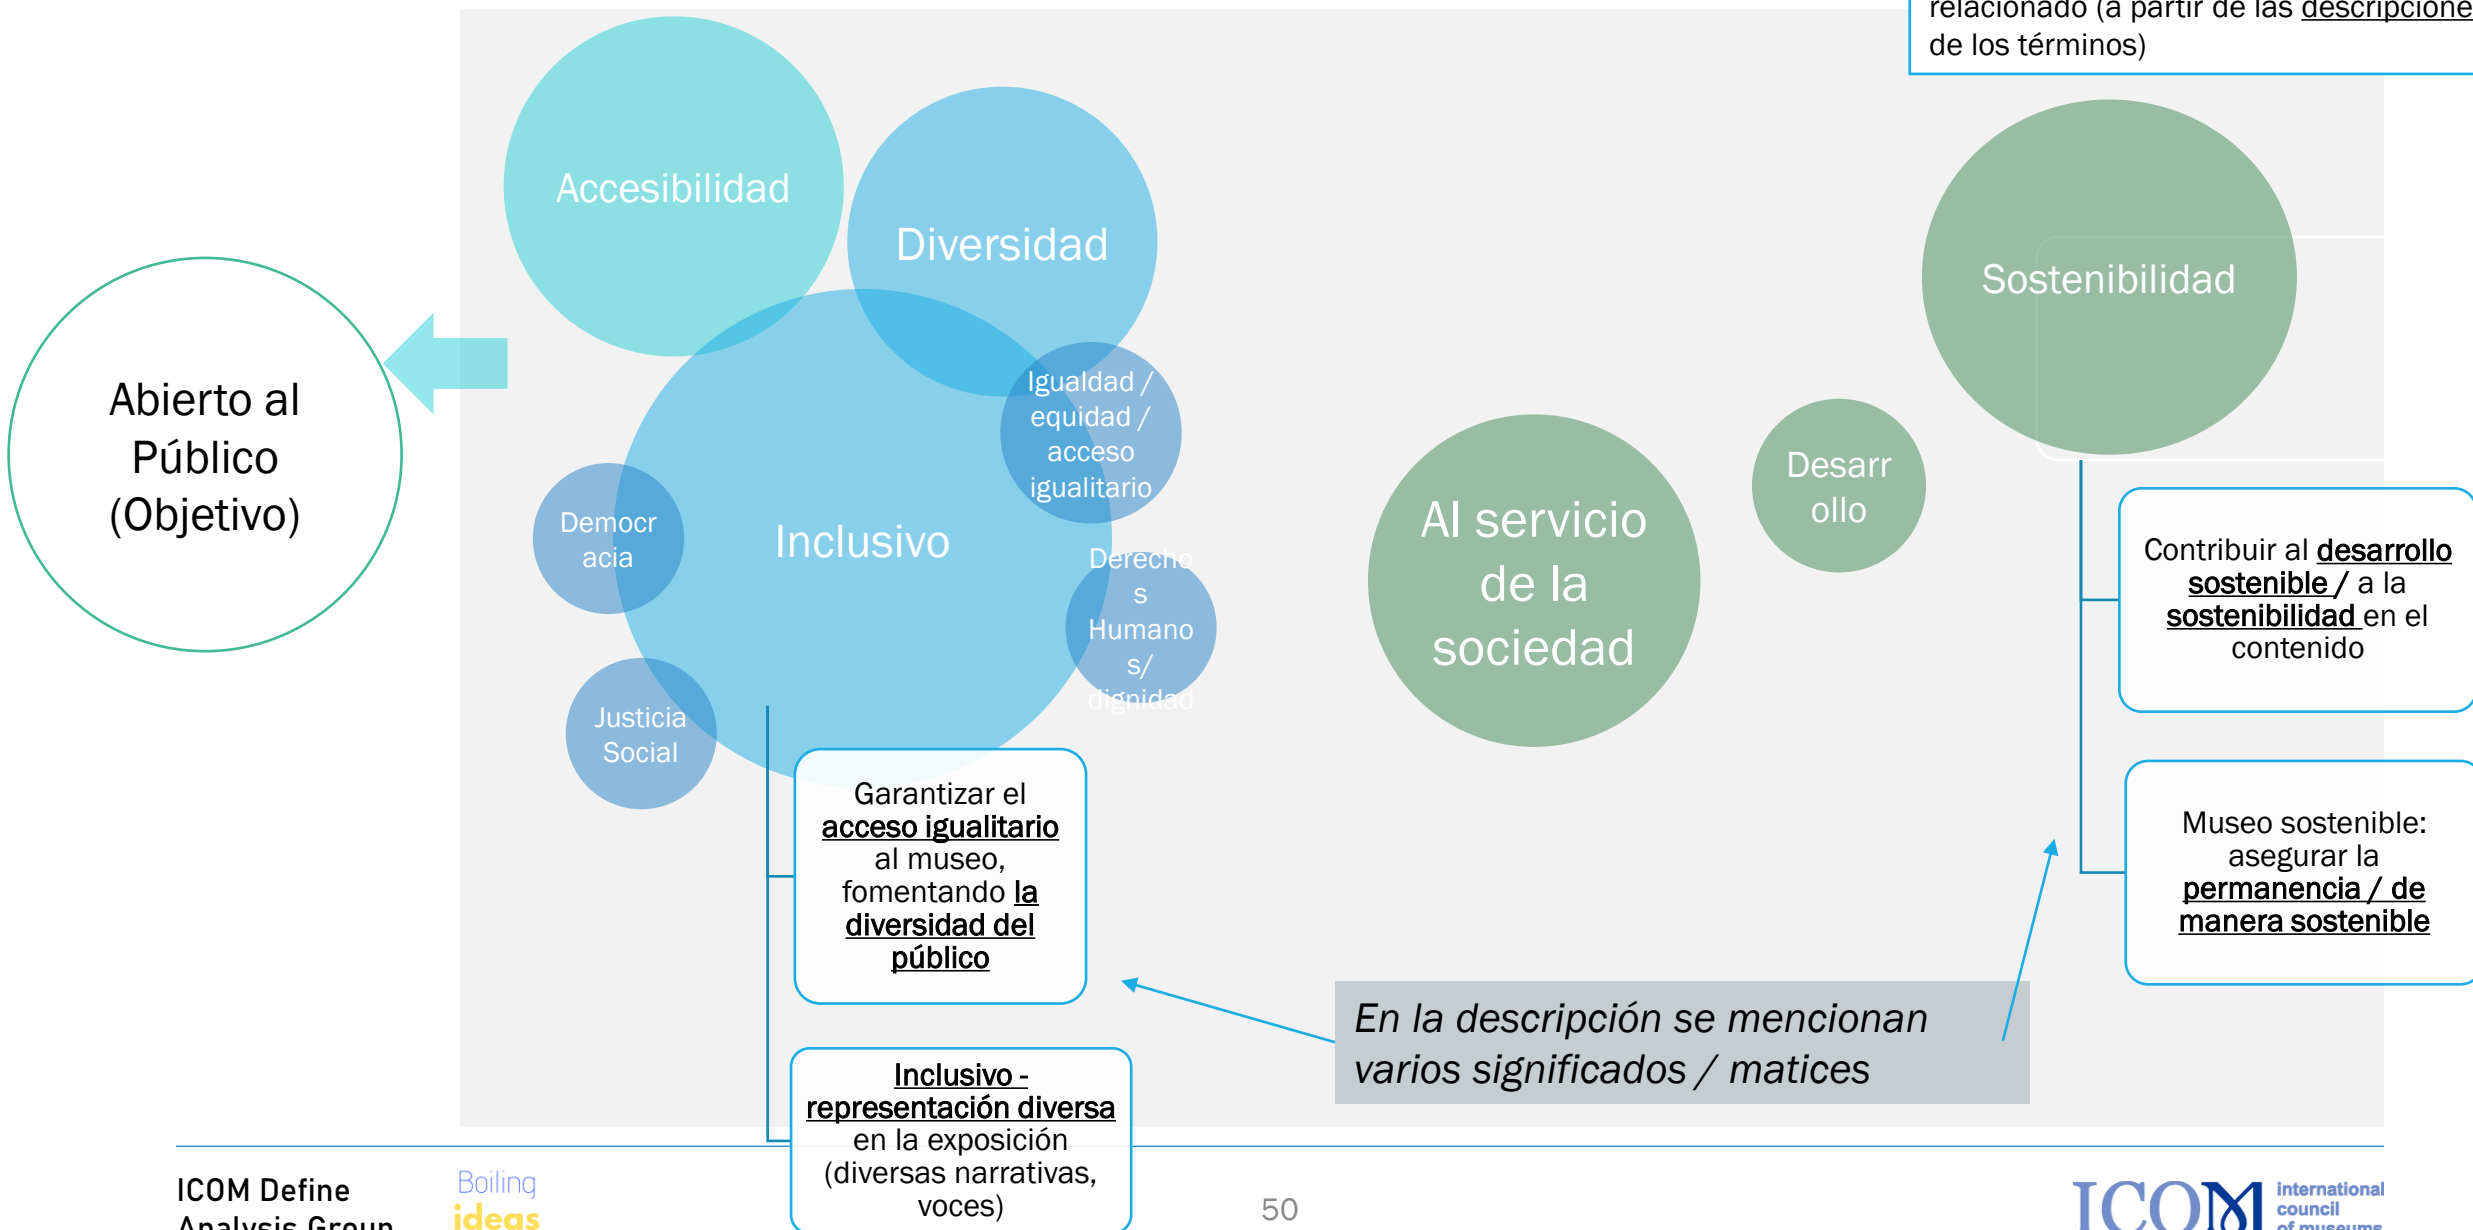 relacionado (a partir de las descripcione
de los términos)
Accesibilidad
Diversidad
Sostenibilidad
Abierto al
Público
(Objetivo)
Igualdad /
equidad /
acceso
igualitario
Democr
acia
Inclusivo
Derecho
s
Humano
s/
dignidad
Justicia
Social
Al servicio
de la
sociedad
Desarr
ollo
Contribuir al desarrollo
sostenible / a la
sostenibilidad en el
contenido
Garantizar el
acceso igualitario
al museo,
fomentando la
diversidad del
público
Museo sostenible:
asegurar la
permanencia / de
manera sostenible
En la descripción se mencionan
varios significados / matices
Inclusivo -
representación diversa
en la exposición
(diversas narrativas,
voces)
ICOM Define
Analysis Group
Boiling
ideas
50
ICOM
international
council
of museums